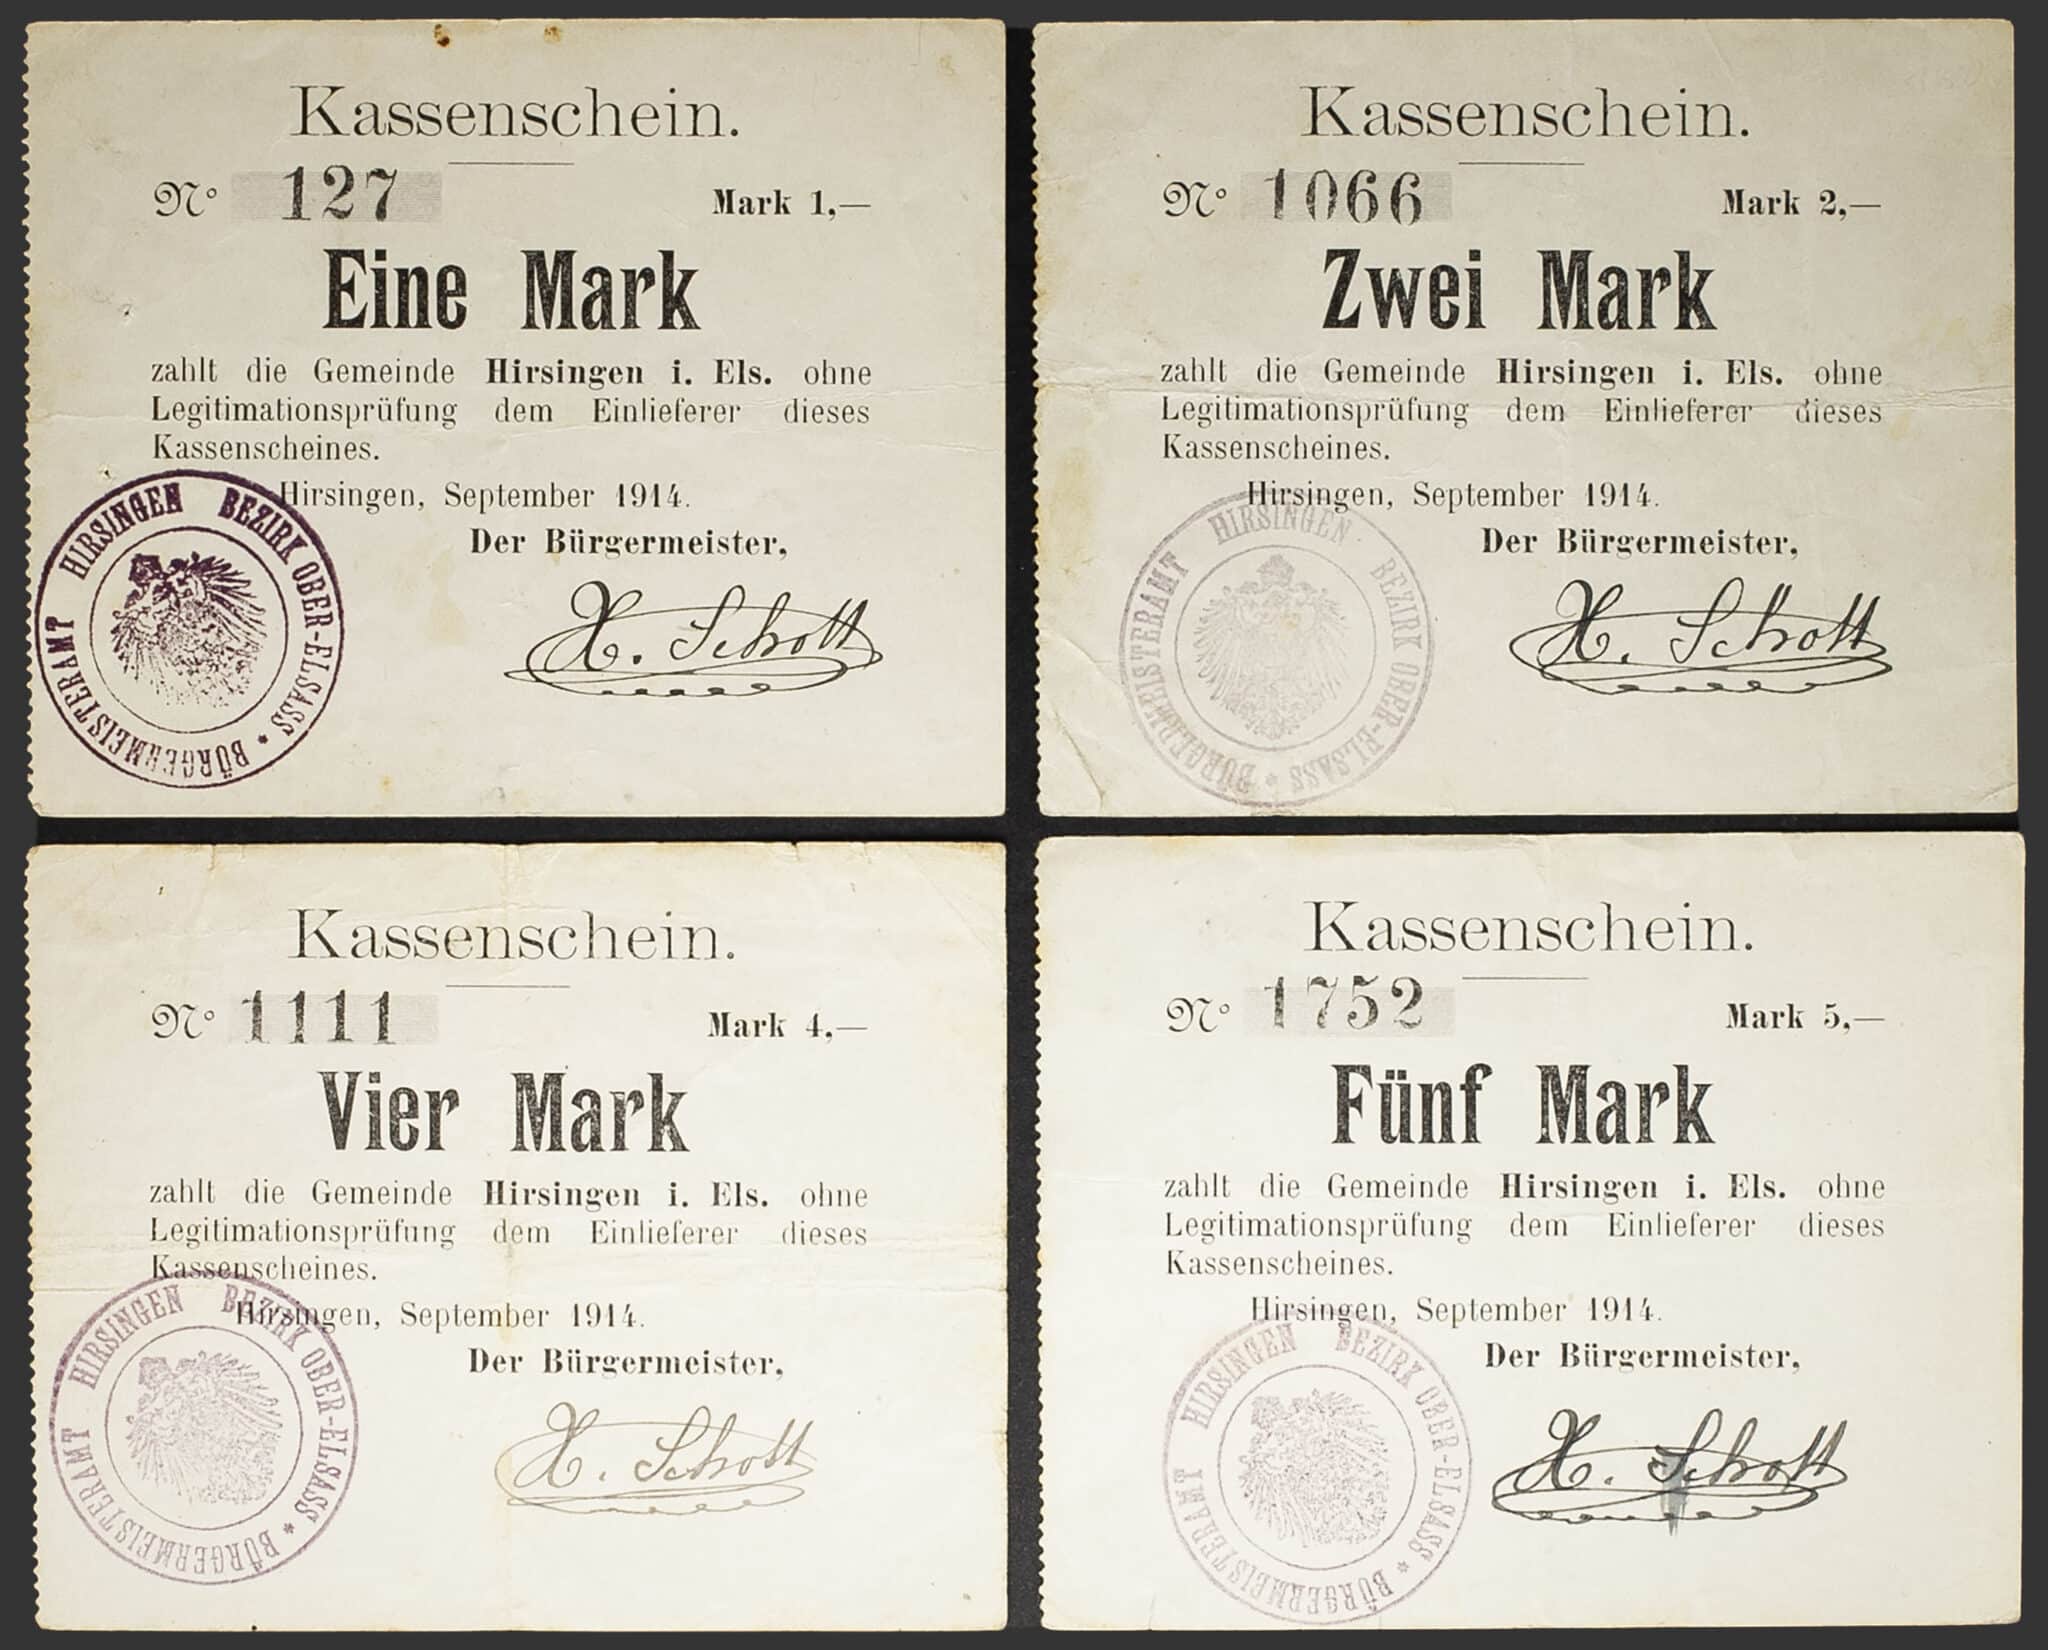 Kassenschein.
Nº 127 Mark 1,—
Eine Mark
zahlt die Gemeinde Hirsingen i. Els. ohne
Legitimationsprüfung dem Einlieferer dieses
Kassenscheines.
Hirsingen, September 1914.
Der Bürgermeister,
X. Schott
BÜRGERMEISTERAMT HIRSINGEN BEZIRK OBER-ELSASS *
Kassenschein.
Nº 1066 Mark 2,—
Zwei Mark
zahlt die Gemeinde Hirsingen i. Els. ohne
Legitimationsprüfung dem Einlieferer dieses
Kassenscheines.
Hirsingen, September 1914.
Der Bürgermeister,
X. Schott
BÜRGERMEISTERAMT HIRSINGEN BEZIRK OBER-ELSASS *
Kassenschein.
Nº 1111 Mark 4,—
Vier Mark
zahlt die Gemeinde Hirsingen i. Els. ohne
Legitimationsprüfung dem Einlieferer dieses
Kassenscheines.
Hirsingen, September 1914.
Der Bürgermeister,
X. Schott
BÜRGERMEISTERAMT HIRSINGEN BEZIRK OBER-ELSASS *
Kassenschein.
Nº 1752 Mark 5,—
Fünf Mark
zahlt die Gemeinde Hirsingen i. Els. ohne
Legitimationsprüfung dem Einlieferer dieses
Kassenscheines.
Hirsingen, September 1914.
Der Bürgermeister,
X. Schott
BÜRGERMEISTERAMT HIRSINGEN BEZIRK OBER-ELSASS *